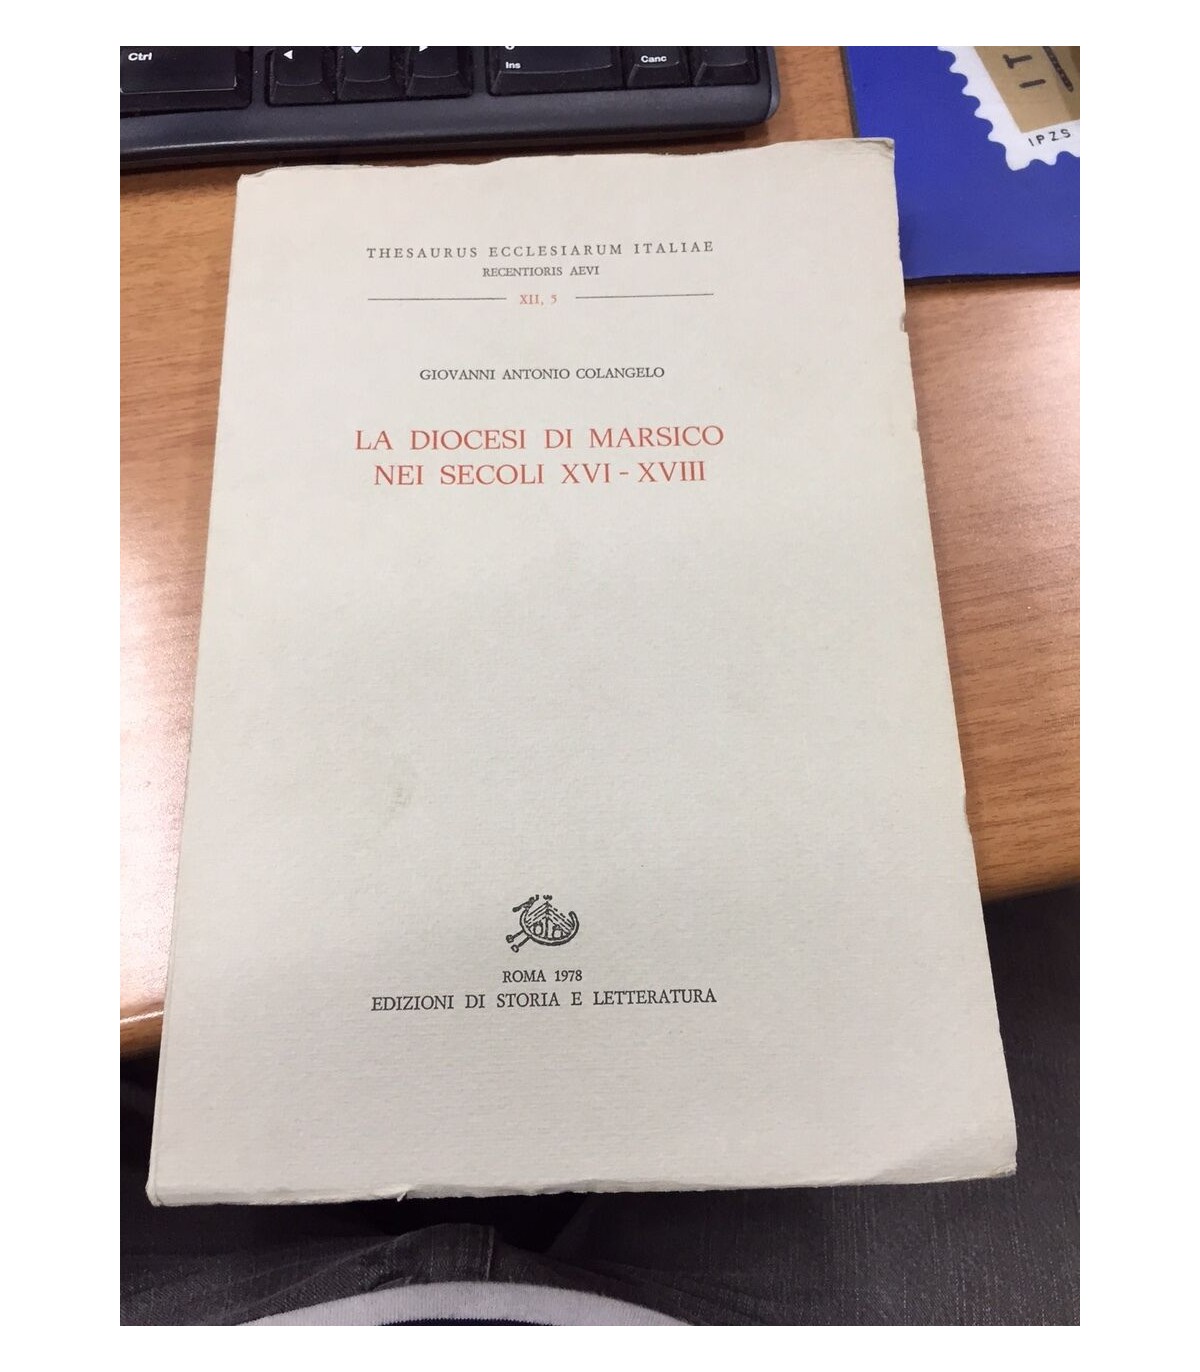 Ctrl
Ins
Canc
IT
IPZS
THESAURUS ECCLESIARUM ITALIAE
RECENTIORIS AEVI
XII, 5
GIOVANNI ANTONIO COLANGELO
LA DIOCESI DI MARSICO
NEI SECOLI XVI - XVIII
ROMA 1978
EDIZIONI DI STORIA E LETTERATURA